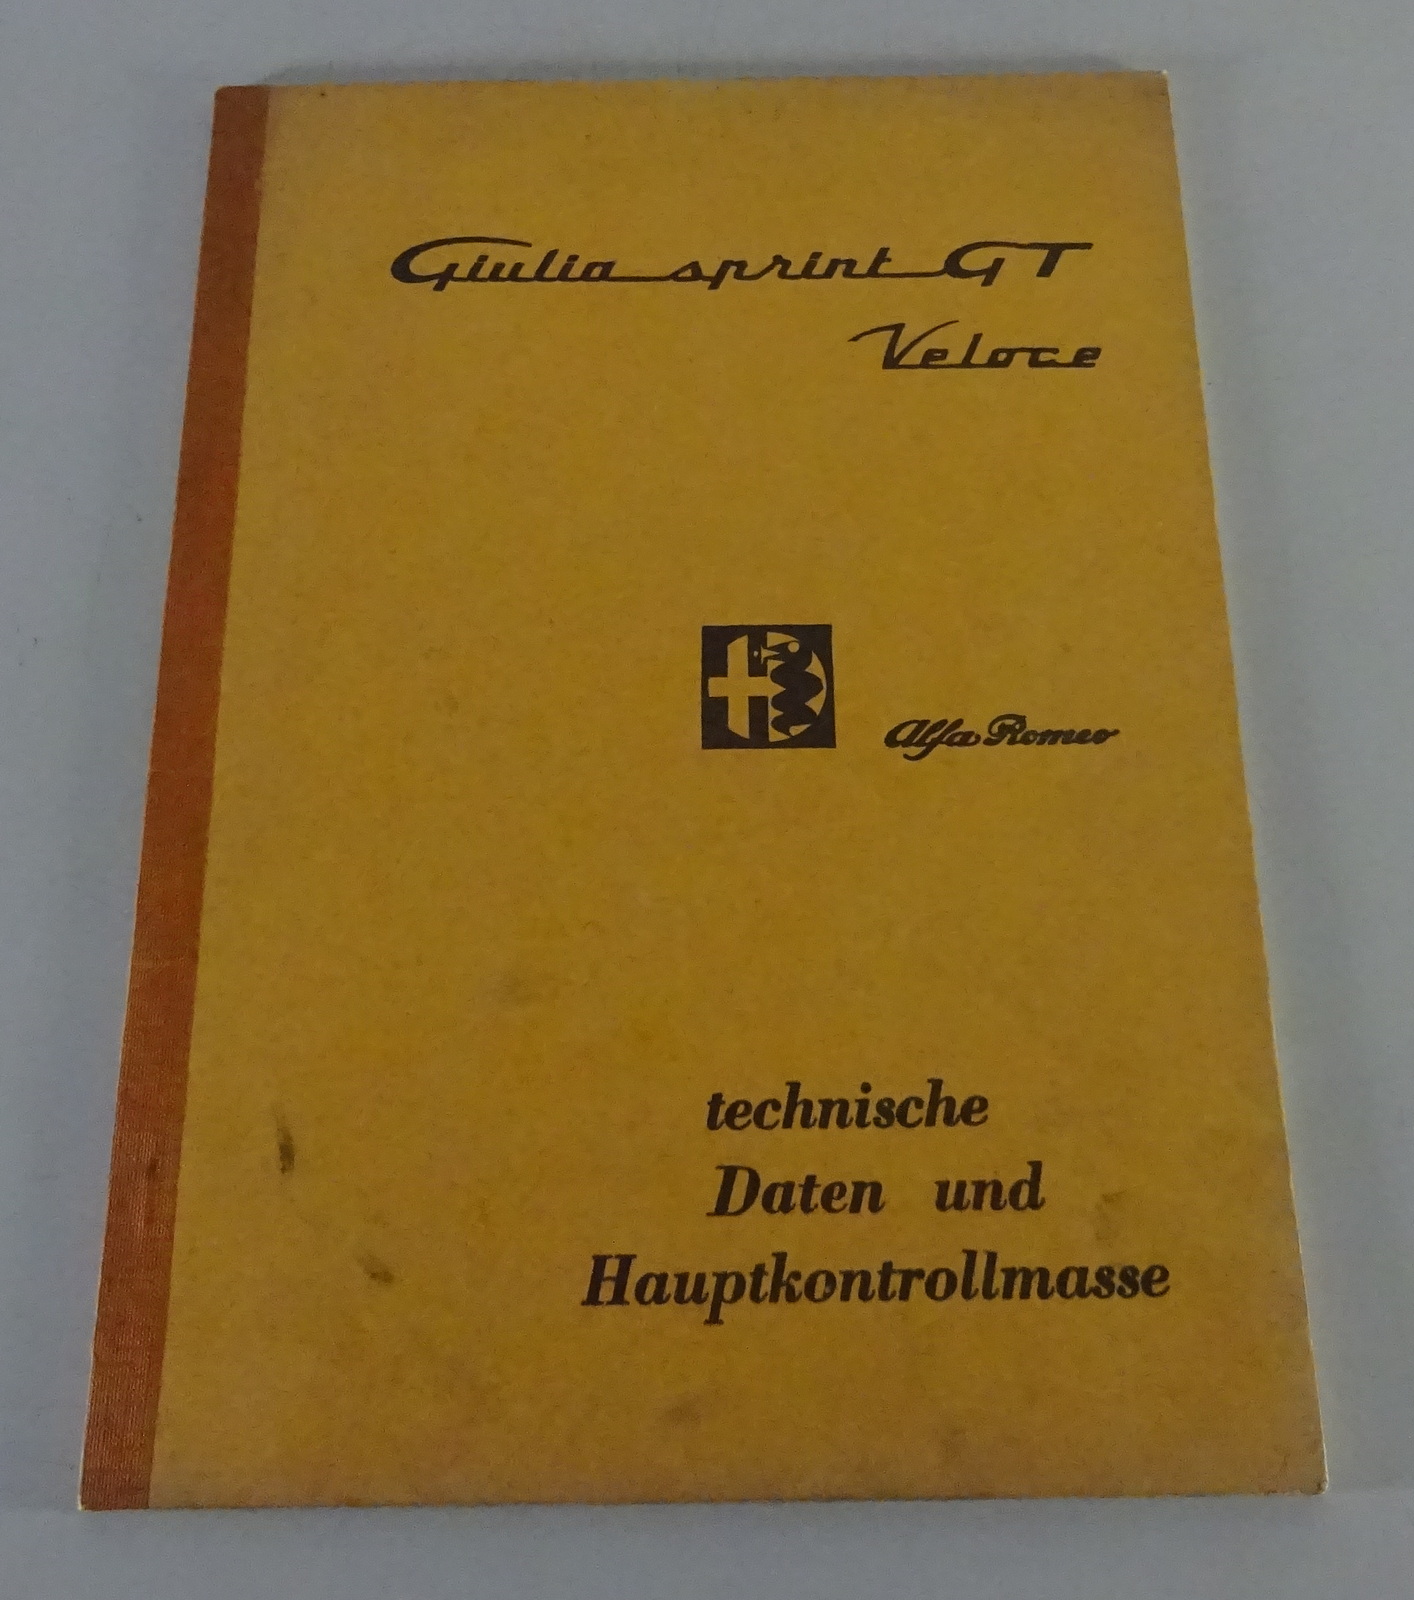 Giulia sprint GT
Veloce
Alfa Romeo
technische
Daten und
Hauptkontrollmasse